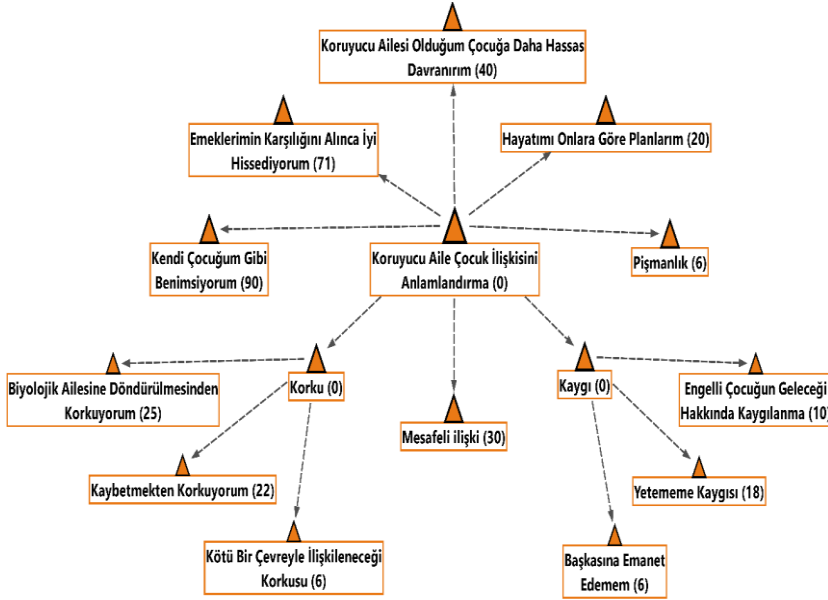 Koruyucu Ailesi Olduğum Çocuğa Daha Hassas
Davranırım (40)
Emeklerimin Karşılığını Alınca İyi
Hissediyorum (71)
Hayatımı Onlara Göre Planlarım (20)
Kendi Çocuğum Gibi
Benimsiyorum (90)
Koruyucu Aile Çocuk İlişkisini
Anlamlandırma (0)
Pişmanlık (6)
Biyolojik Ailesine Döndürülmesinden
Korkuyorum (25)
Korku (0)
Kaygı (0)
Engelli Çocuğun Geleceği
Hakkında Kaygılanma (10)
Mesafeli ilişki (30)
Kaybetmekten Korkuyorum (22)
Yetememe Kaygısı (18)
Kötü Bir Çevreyle İlişkileneceği
Korkusu (6)
Başkasına Emanet
Edemem (6)